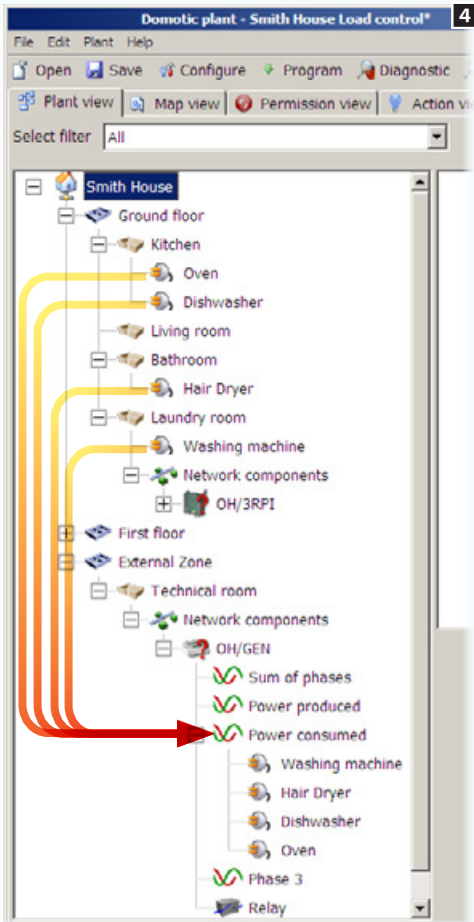 Domotic plant - Smith House Load control* 4
File Edit Plant Help
Open Save Configure Program Diagnostic
Plant view Map view Permission view Action
Select filter All
Smith House
Ground floor
Kitchen
Oven
Dishwasher
Living room
Bathroom
Hair Dryer
Laundry room
Washing machine
Network components
OH/3RPI
First floor
External Zone
Technical room
Network components
OH/GEN
Sum of phases
Power produced
Power consumed
Washing machine
Hair Dryer
Dishwasher
Oven
Phase 3
Relay